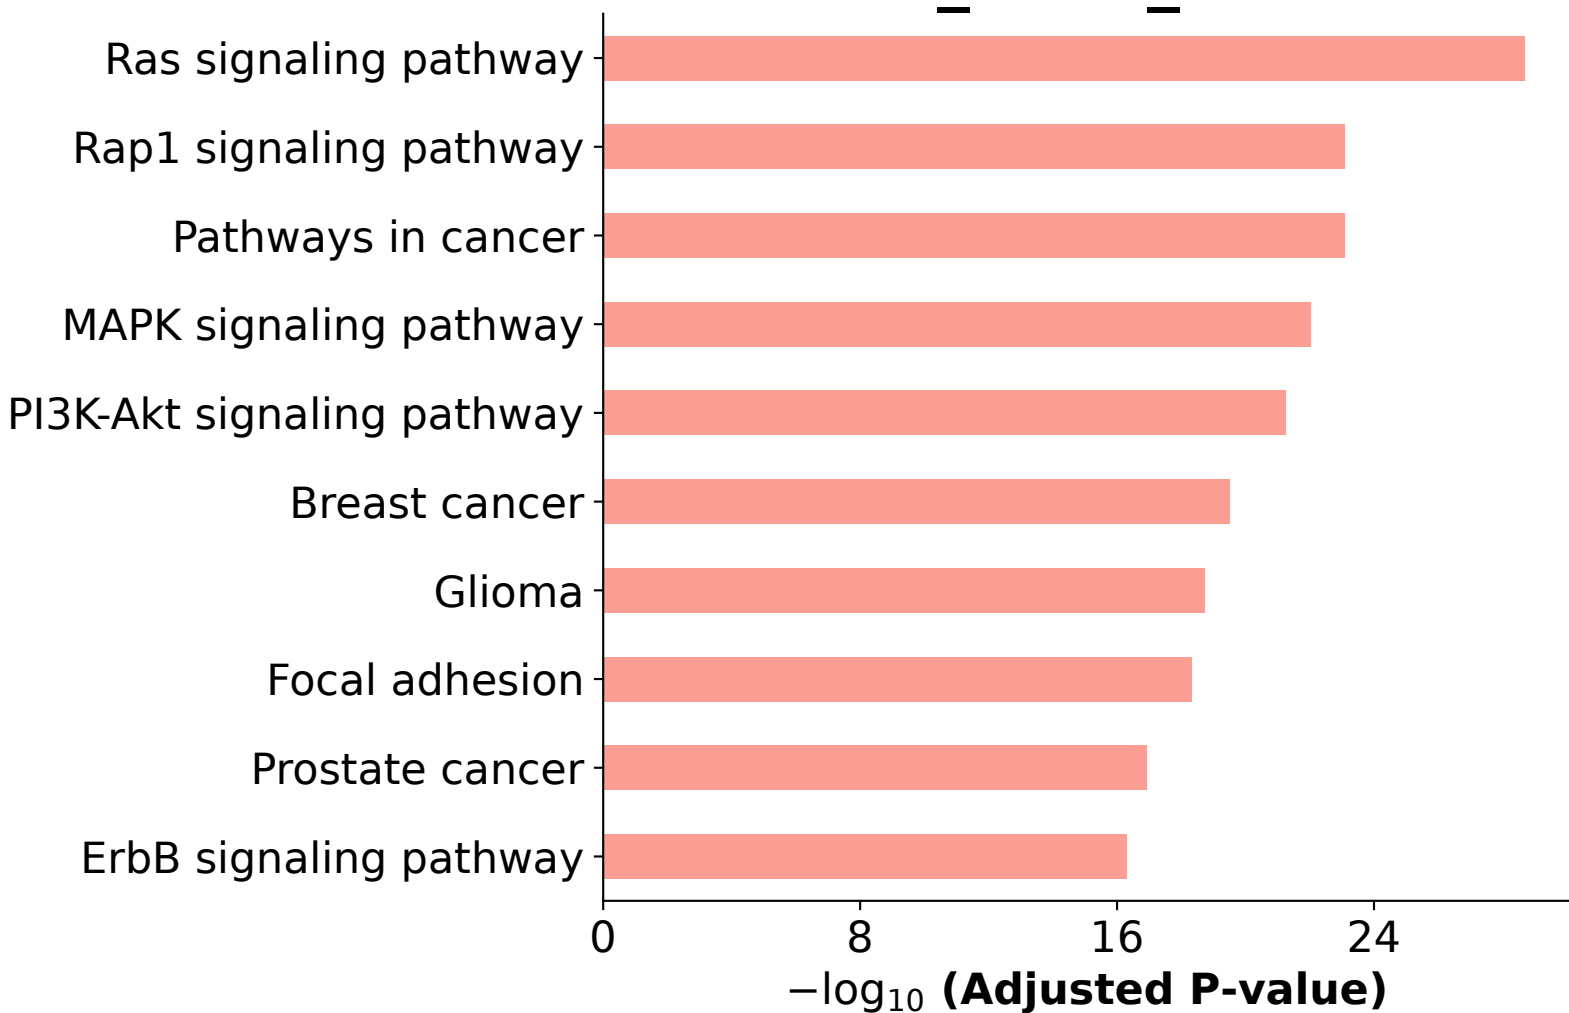 Ras signaling pathway
Rap1 signaling pathway
Pathways in cancer
MAPK signaling pathway
PI3K-Akt signaling pathway
Breast cancer
Glioma
Focal adhesion
Prostate cancer
ErbB signaling pathway
0 8 16 24
−log₁₀ (Adjusted P-value)